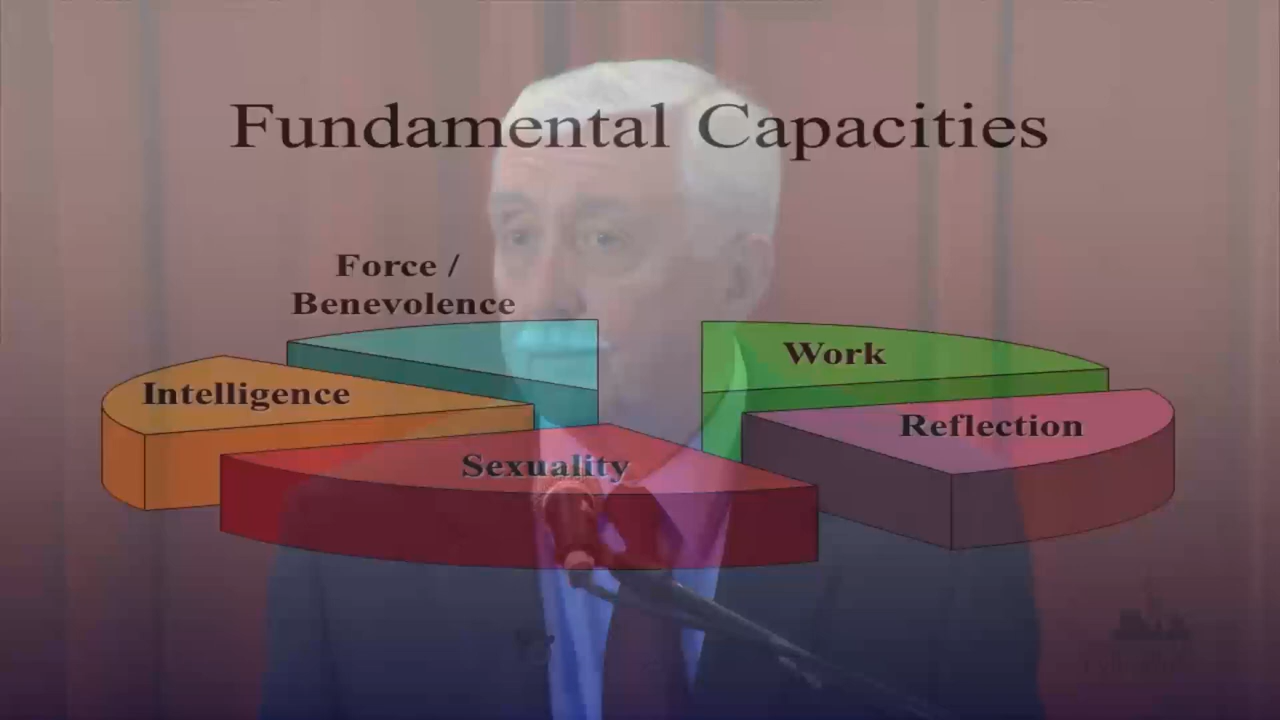 Fundamental Capacities
Force /
Benevolence
Work
Intelligence
Reflection
Sexuality